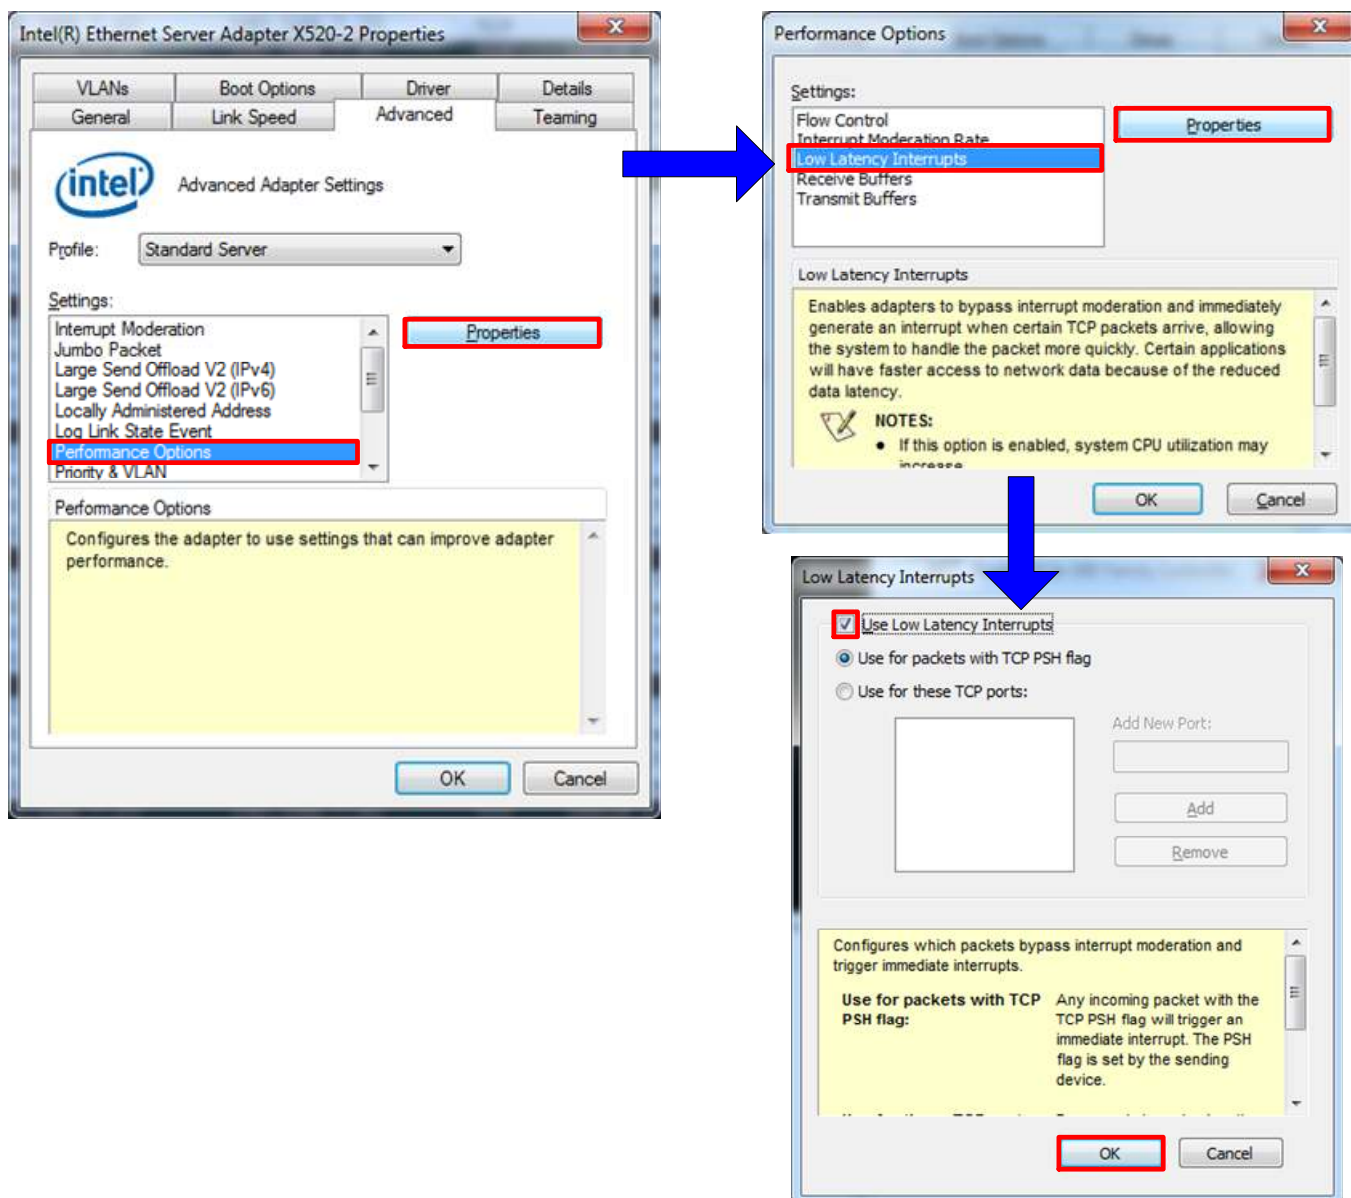 Intel(R) Ethernet Server Adapter X520-2 Properties
VLANs Boot Options Driver Details
General Link Speed Advanced Teaming
intel Advanced Adapter Settings
Profile: Standard Server
Settings:
Interrupt Moderation
Jumbo Packet
Large Send Offload V2 (IPv4)
Large Send Offload V2 (IPv6)
Locally Administered Address
Log Link State Event
Performance Options
Priority & VLAN
Properties
Performance Options
Configures the adapter to use settings that can improve adapter
performance.
OK Cancel
Performance Options
Settings:
Flow Control
Interrupt Moderation Rate
Low Latency Interrupts
Receive Buffers
Transmit Buffers
Properties
Low Latency Interrupts
Enables adapters to bypass interrupt moderation and immediately
generate an interrupt when certain TCP packets arrive, allowing
the system to handle the packet more quickly. Certain applications
will have faster access to network data because of the reduced
data latency.
NOTES:
• If this option is enabled, system CPU utilization may
increase
OK Cancel
Low Latency Interrupts
Use Low Latency Interrupts
Use for packets with TCP PSH flag
Use for these TCP ports:
Add New Port:
Add
Remove
Configures which packets bypass interrupt moderation and
trigger immediate interrupts.
Use for packets with TCP Any incoming packet with the
PSH flag: TCP PSH flag will trigger an
immediate interrupt. The PSH
flag is set by the sending
device.
OK Cancel